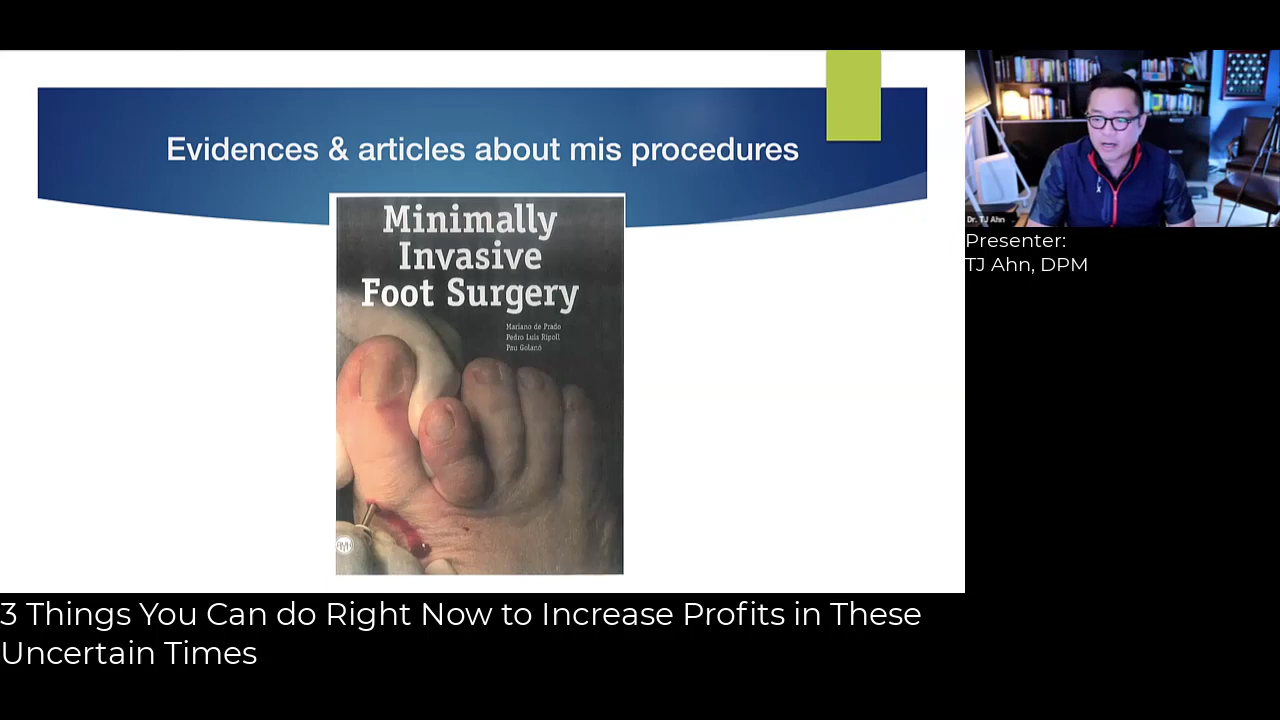 Evidences & articles about mis procedures
Minimally
Invasive
Foot Surgery
Mariano de Prado
Pedro Luis Ripoll
Pau Golanó
Dr. TJ Ahn
Presenter:
TJ Ahn, DPM
3 Things You Can do Right Now to Increase Profits in These
Uncertain Times